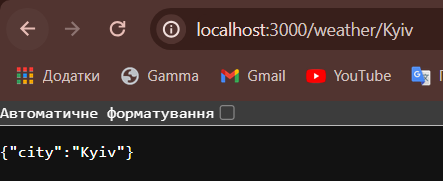 localhost:3000/weather/Kyiv
Додатки Gamma Gmail YouTube
Автоматичне форматування
{"city":"Kyiv"}